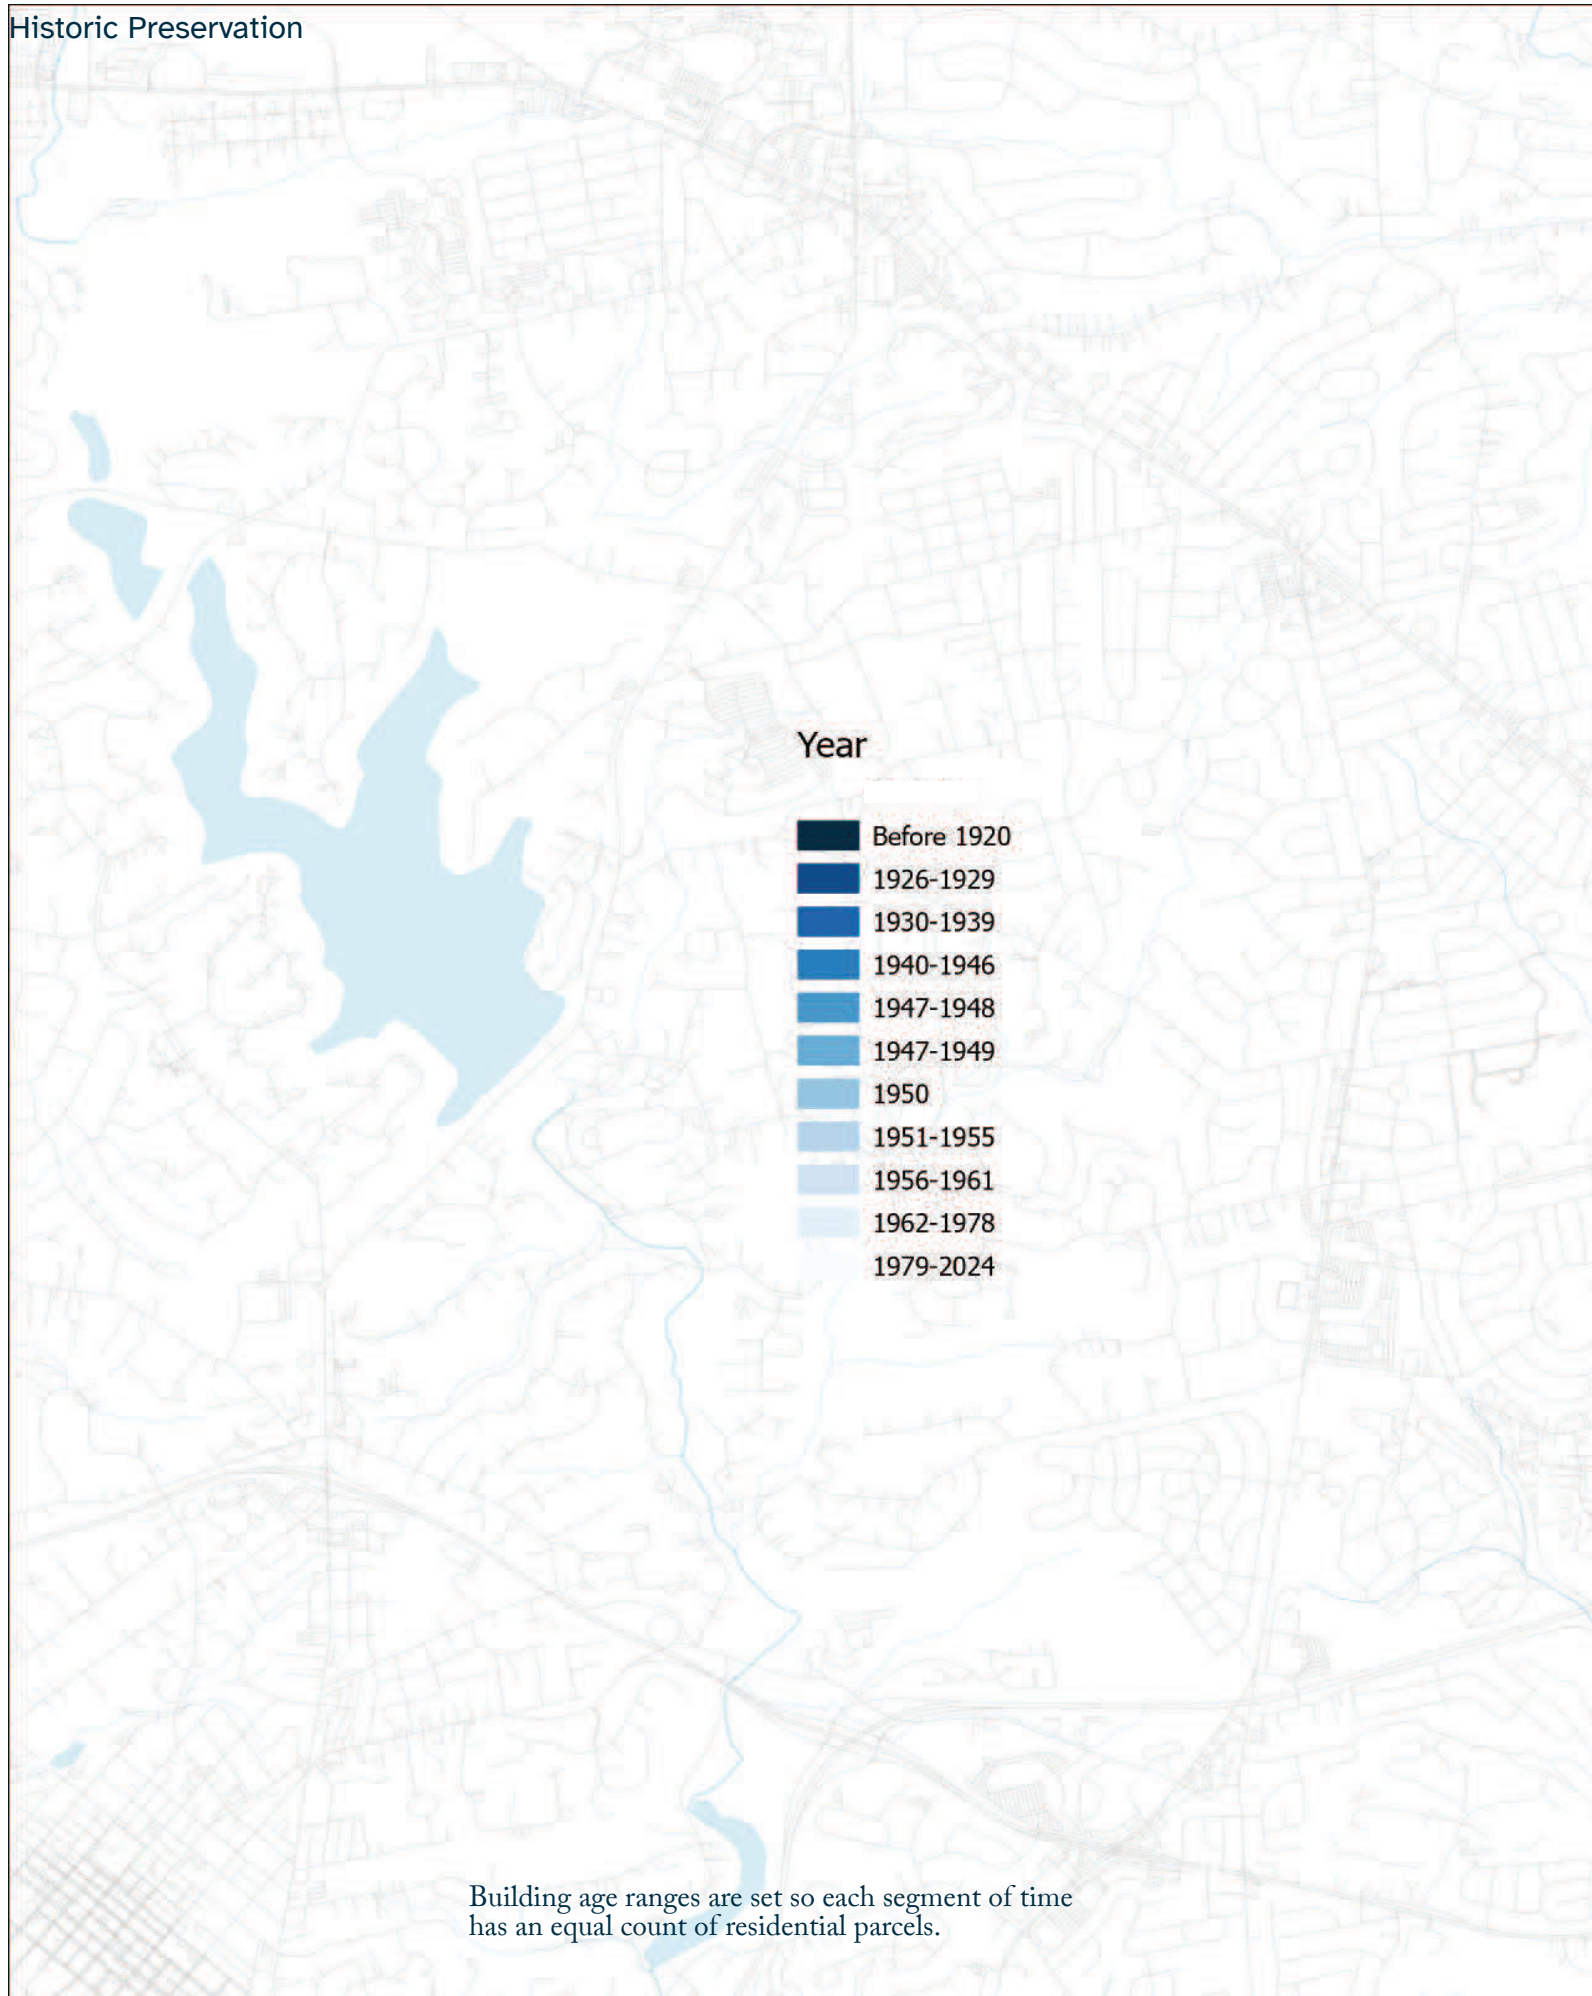 Historic Preservation
Year
Before 1920
1926-1929
1930-1939
1940-1946
1947-1948
1947-1949
1950
1951-1955
1956-1961
1962-1978
1979-2024
Building age ranges are set so each segment of time
has an equal count of residential parcels.